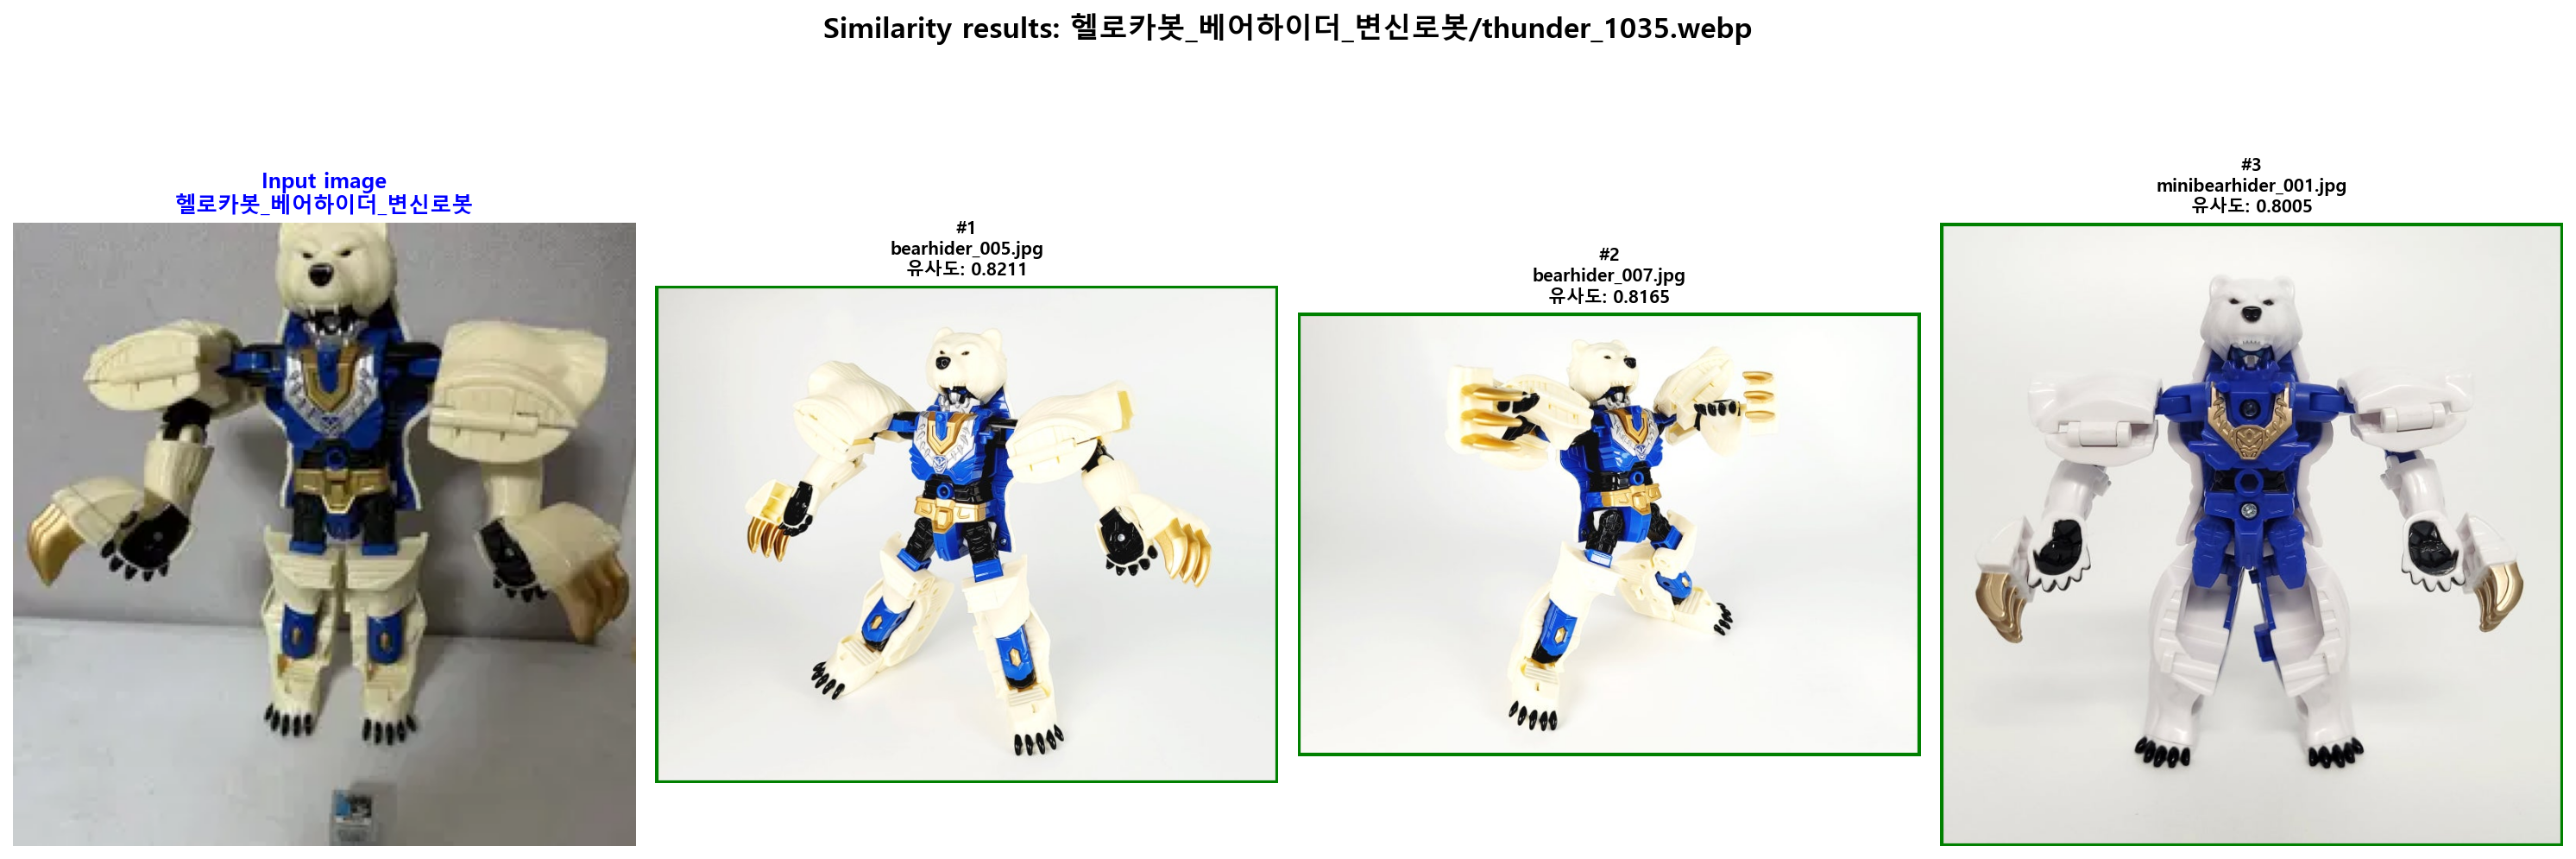 Similarity results: 헬로카봇_베어하이더_변신로봇/thunder_1035.webp
Input image
헬로카봇_베어하이더_변신로봇
#1
bearhider_005.jpg
유사도: 0.8211
#2
bearhider_007.jpg
유사도: 0.8165
#3
minibearhider_001.jpg
유사도: 0.8005